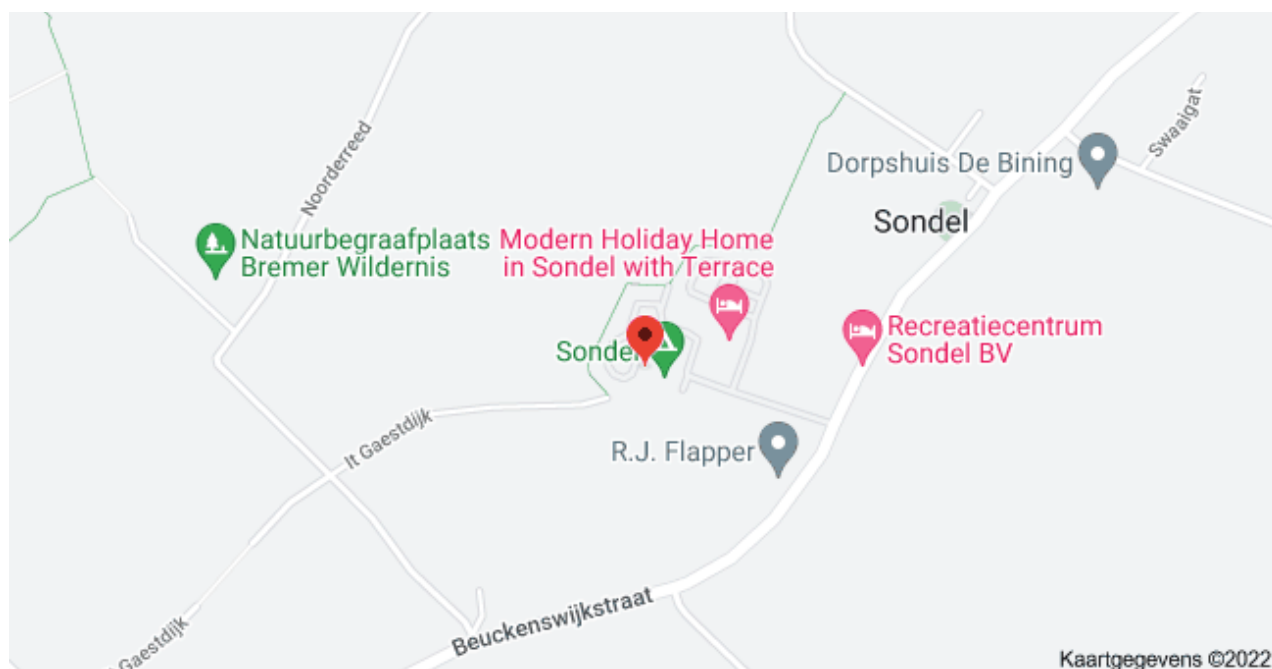 Noorderreed
Swaaigat
Dorpshuis De Bining
Sondel
Natuurbegraafplaats
Bremer Wildernis
Modern Holiday Home
in Sondel with Terrace
Recreatiecentrum
Sondel BV
Sondel
It Gaestdijk
R.J. Flapper
Beuckenswijkstraat
It Gaestdijk
Kaartgegevens ©2022